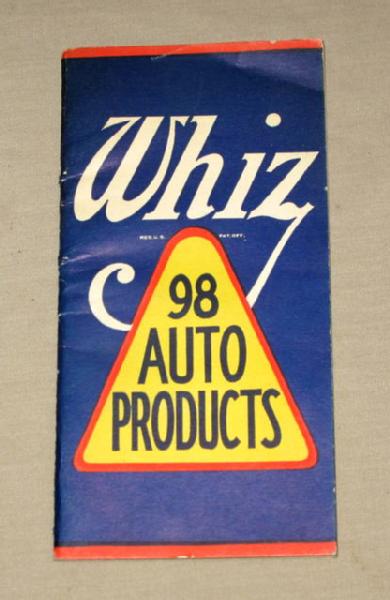 Whiz
REG. U.S. PAT. OFF.
98
AUTO
PRODUCTS